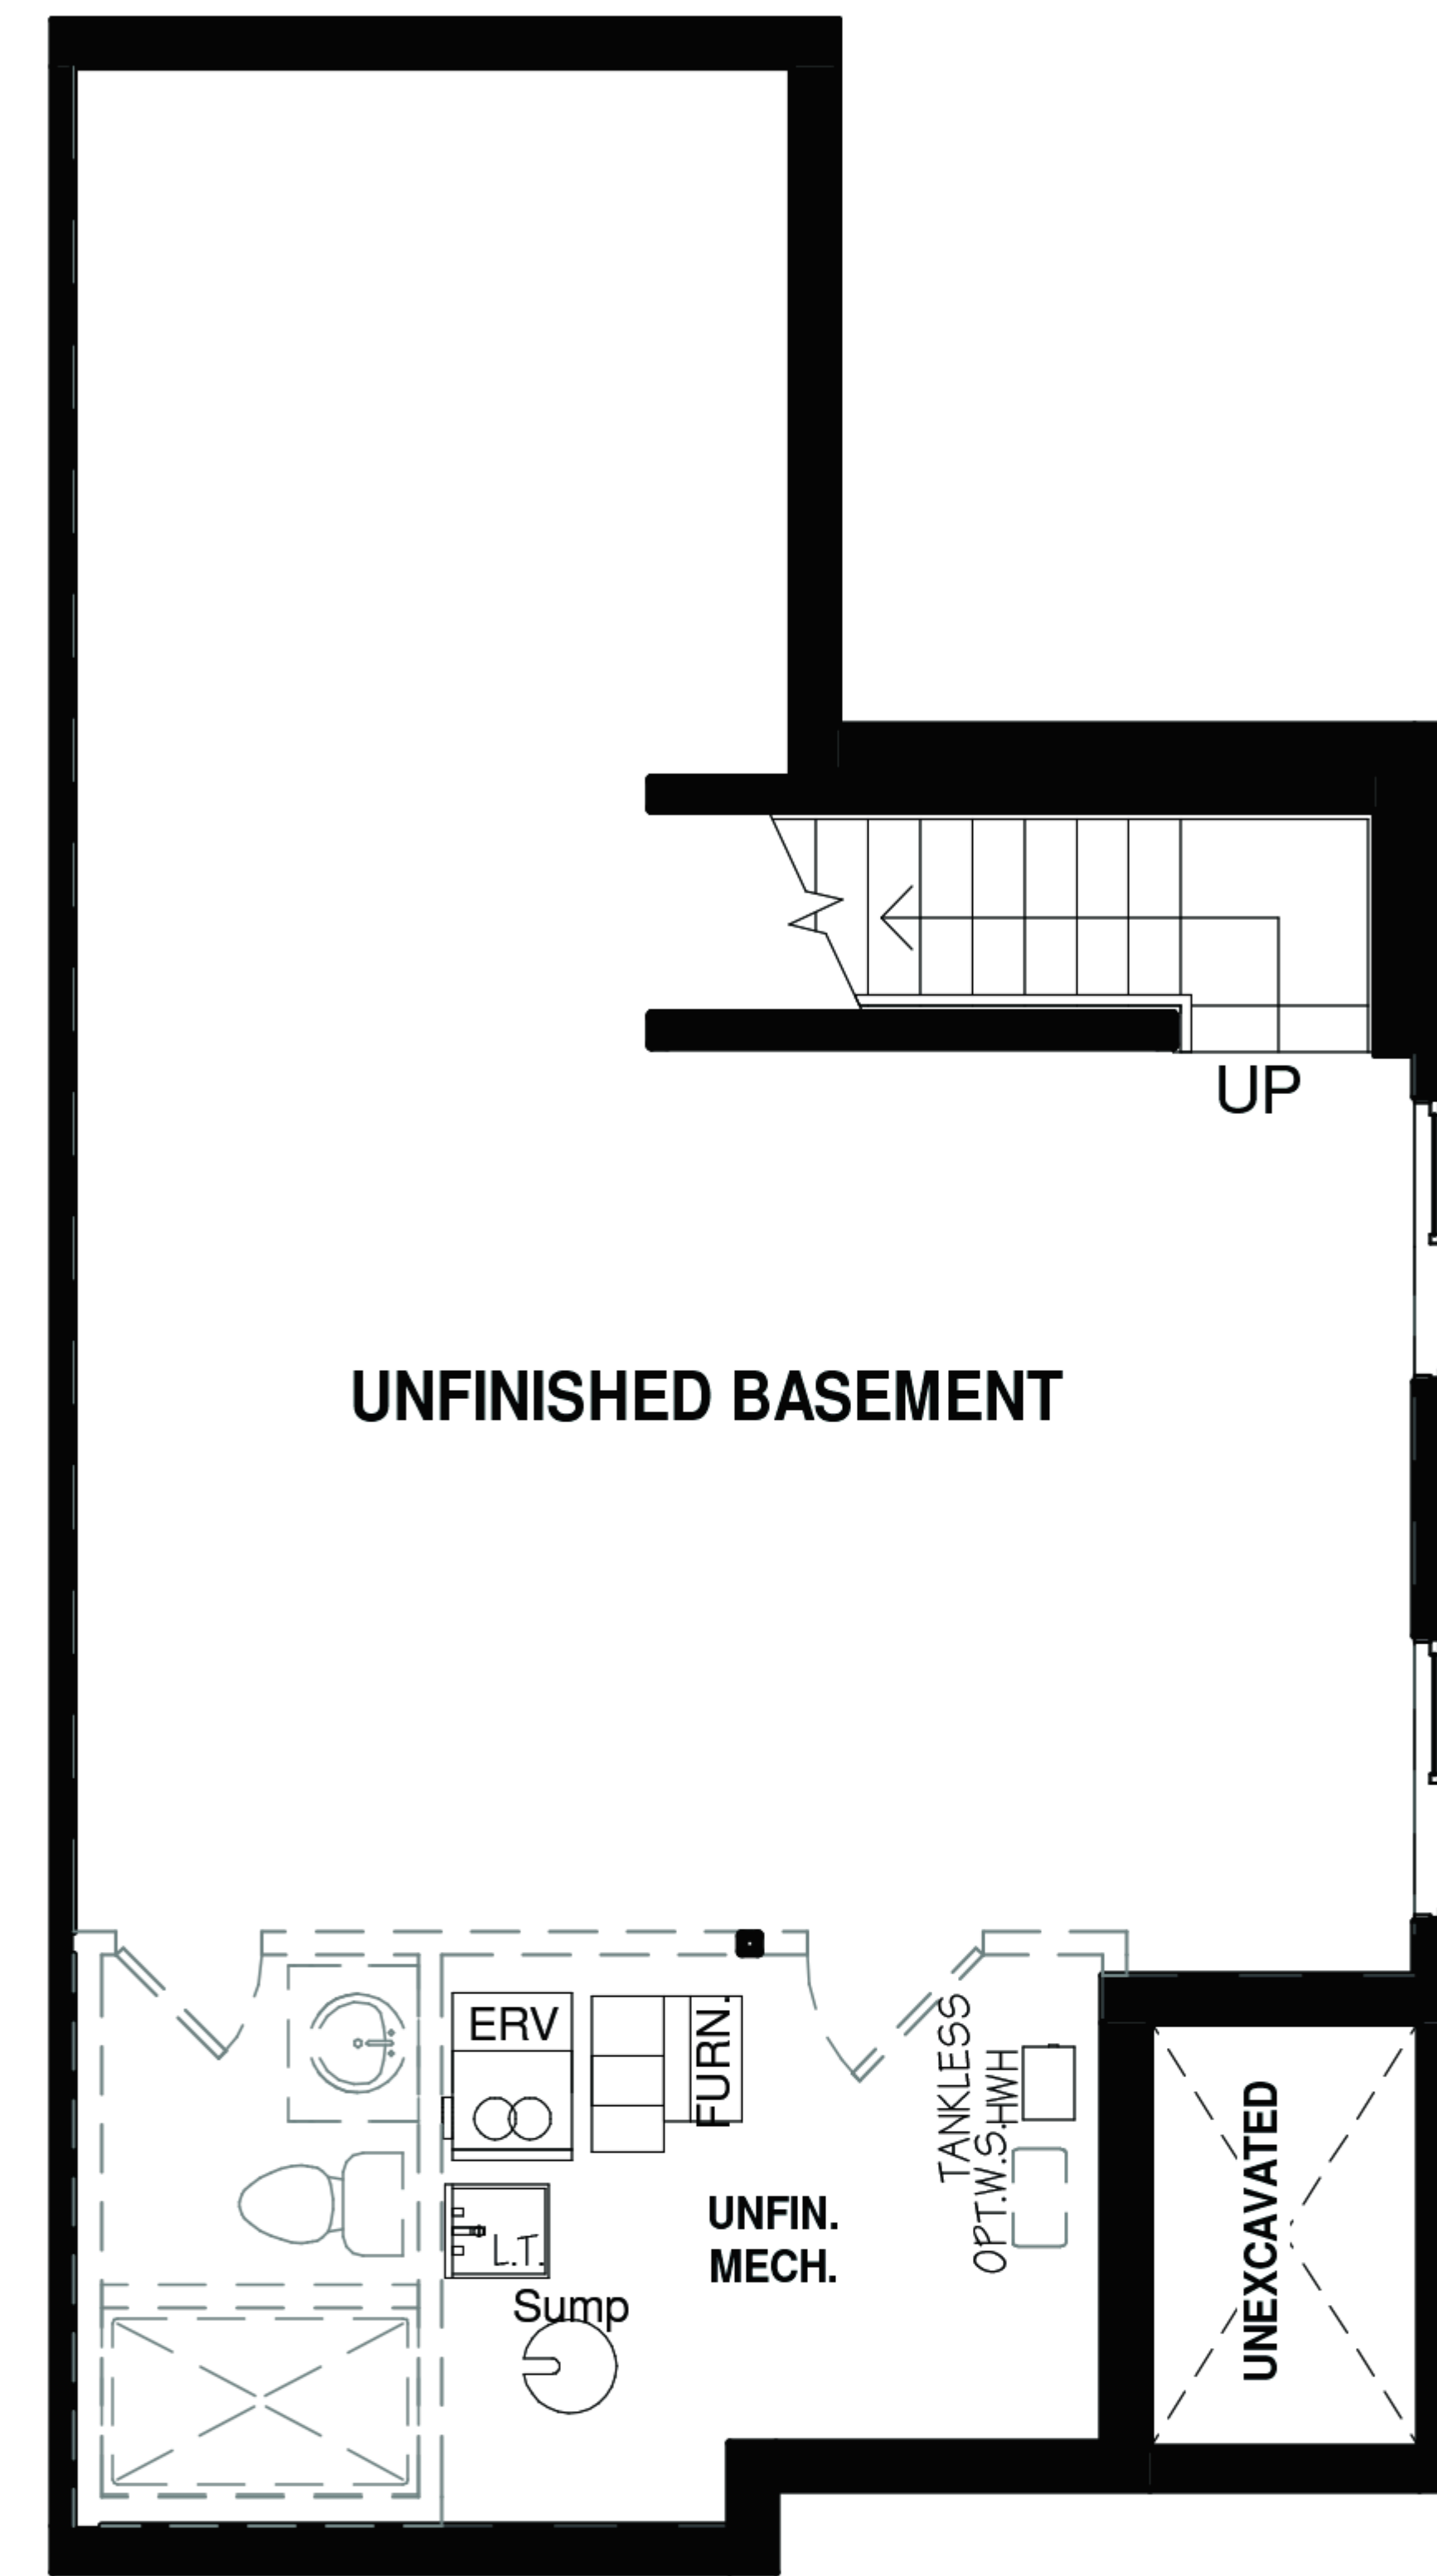 UP
UNFINISHED BASEMENT
ERV
FURN.
TANKLESS
OPT.W.S.HWH
L.T.
UNFIN.
MECH.
Sump
UNEXCAVATED